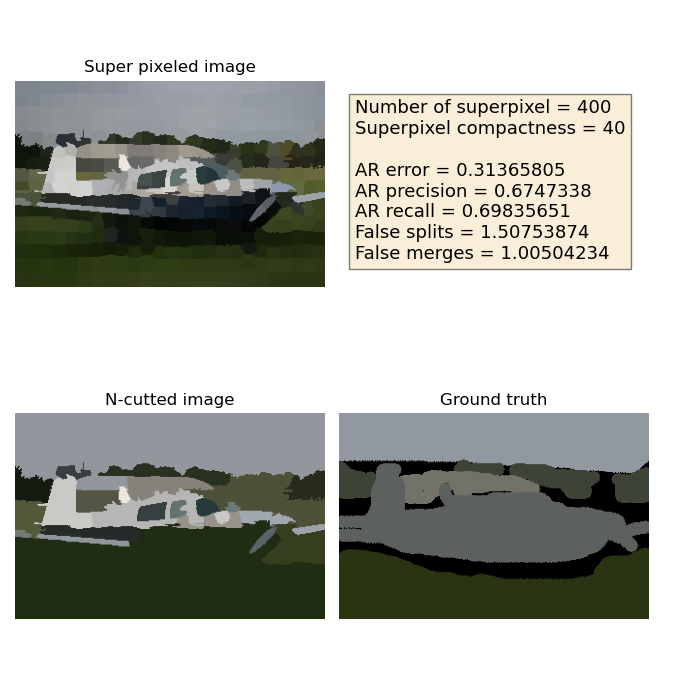 Super pixeled image
Number of superpixel = 400
Superpixel compactness = 40
AR error = 0.31365805
AR precision = 0.6747338
AR recall = 0.69835651
False splits = 1.50753874
False merges = 1.00504234
N-cutted image
Ground truth